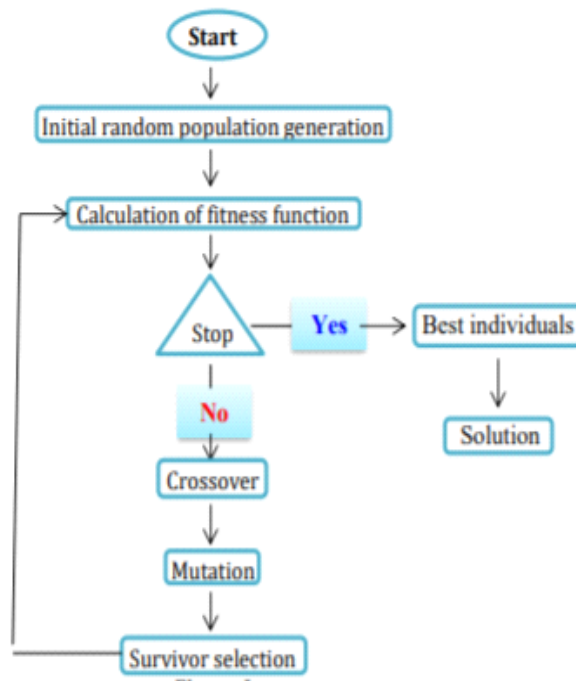 Start
Initial random population generation
Calculation of fitness function
Stop
Yes
Best individuals
No
Solution
Crossover
Mutation
Survivor selection